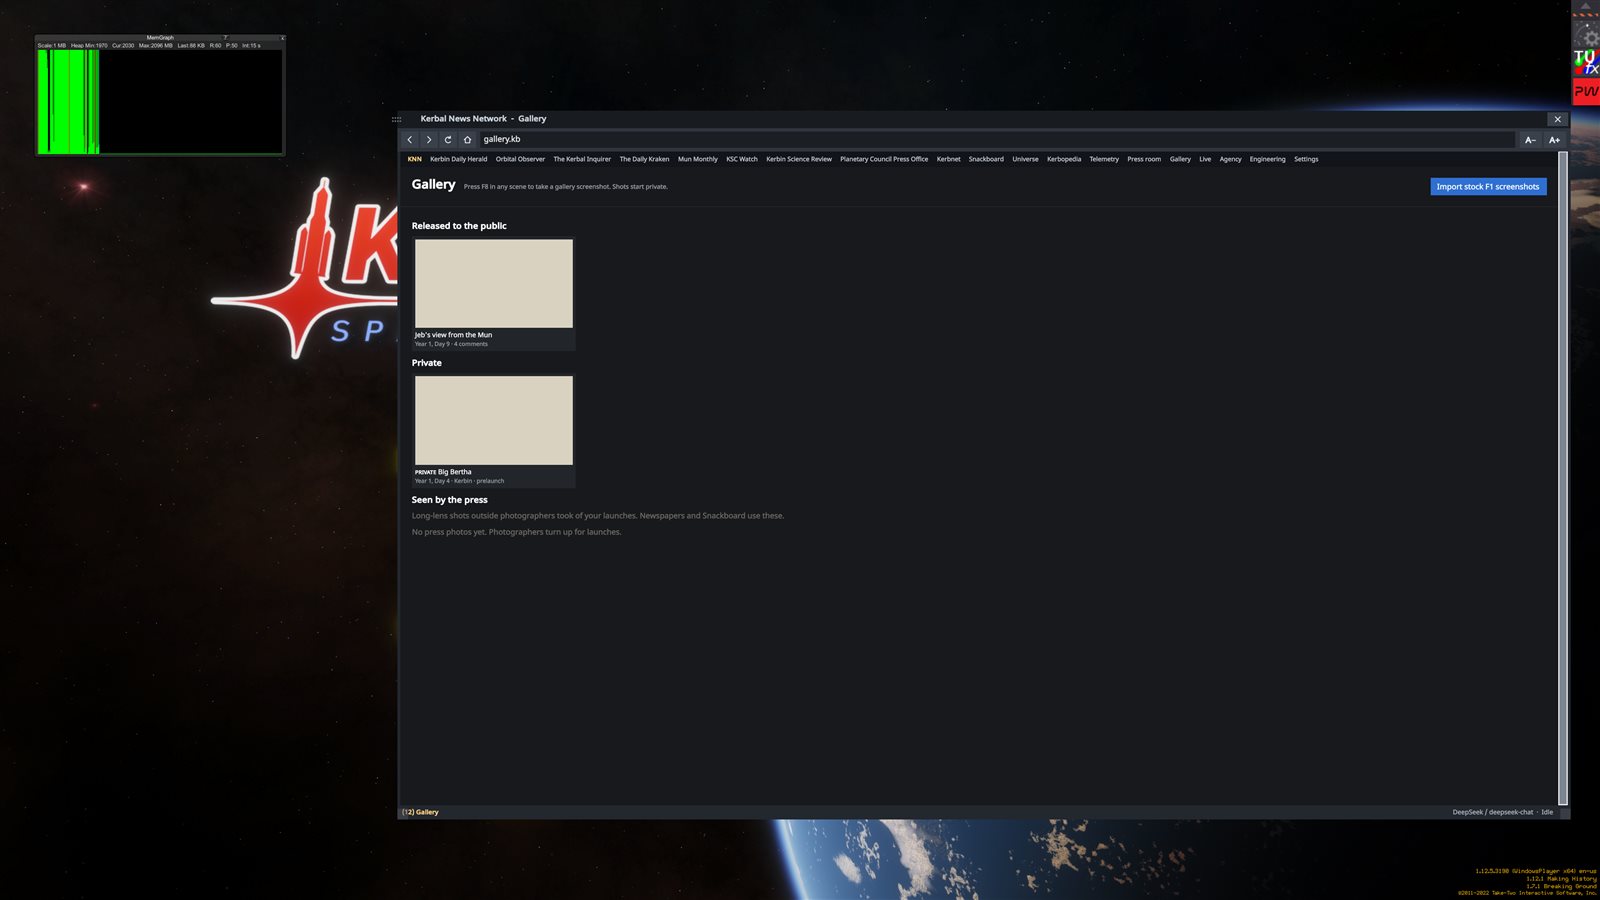 MemGraph
?
x
Scale:1 MB Heap Min:1970 Cur:2030 Max:2096 MB Last:88 KB R:60 P:50 Int:15 s
TU
TX
PW
K
S P
Kerbal News Network - Gallery
gallery.kb
A-
A+
KNN Kerbin Daily Herald Orbital Observer The Kerbal Inquirer The Daily Kraken Mun Monthly KSC Watch Kerbin Science Review Planetary Council Press Office Kerbnet Snackboard Universe Kerbopedia Telemetry Press room Gallery Live Agency Engineering Settings
Gallery
Press F8 in any scene to take a gallery screenshot. Shots start private.
Import stock F1 screenshots
Released to the public
Jeb's view from the Mun
Year 1, Day 9 · 4 comments
Private
PRIVATE Big Bertha
Year 1, Day 4 · Kerbin · prelaunch
Seen by the press
Long-lens shots outside photographers took of your launches. Newspapers and Snackboard use these.
No press photos yet. Photographers turn up for launches.
(12) Gallery
DeepSeek / deepseek-chat · Idle
1.12.5.3190 (WindowsPlayer x64) en-us
1.12.1 Making History
1.7.1 Breaking Ground
©2011-2022 Take-Two Interactive Software, Inc.